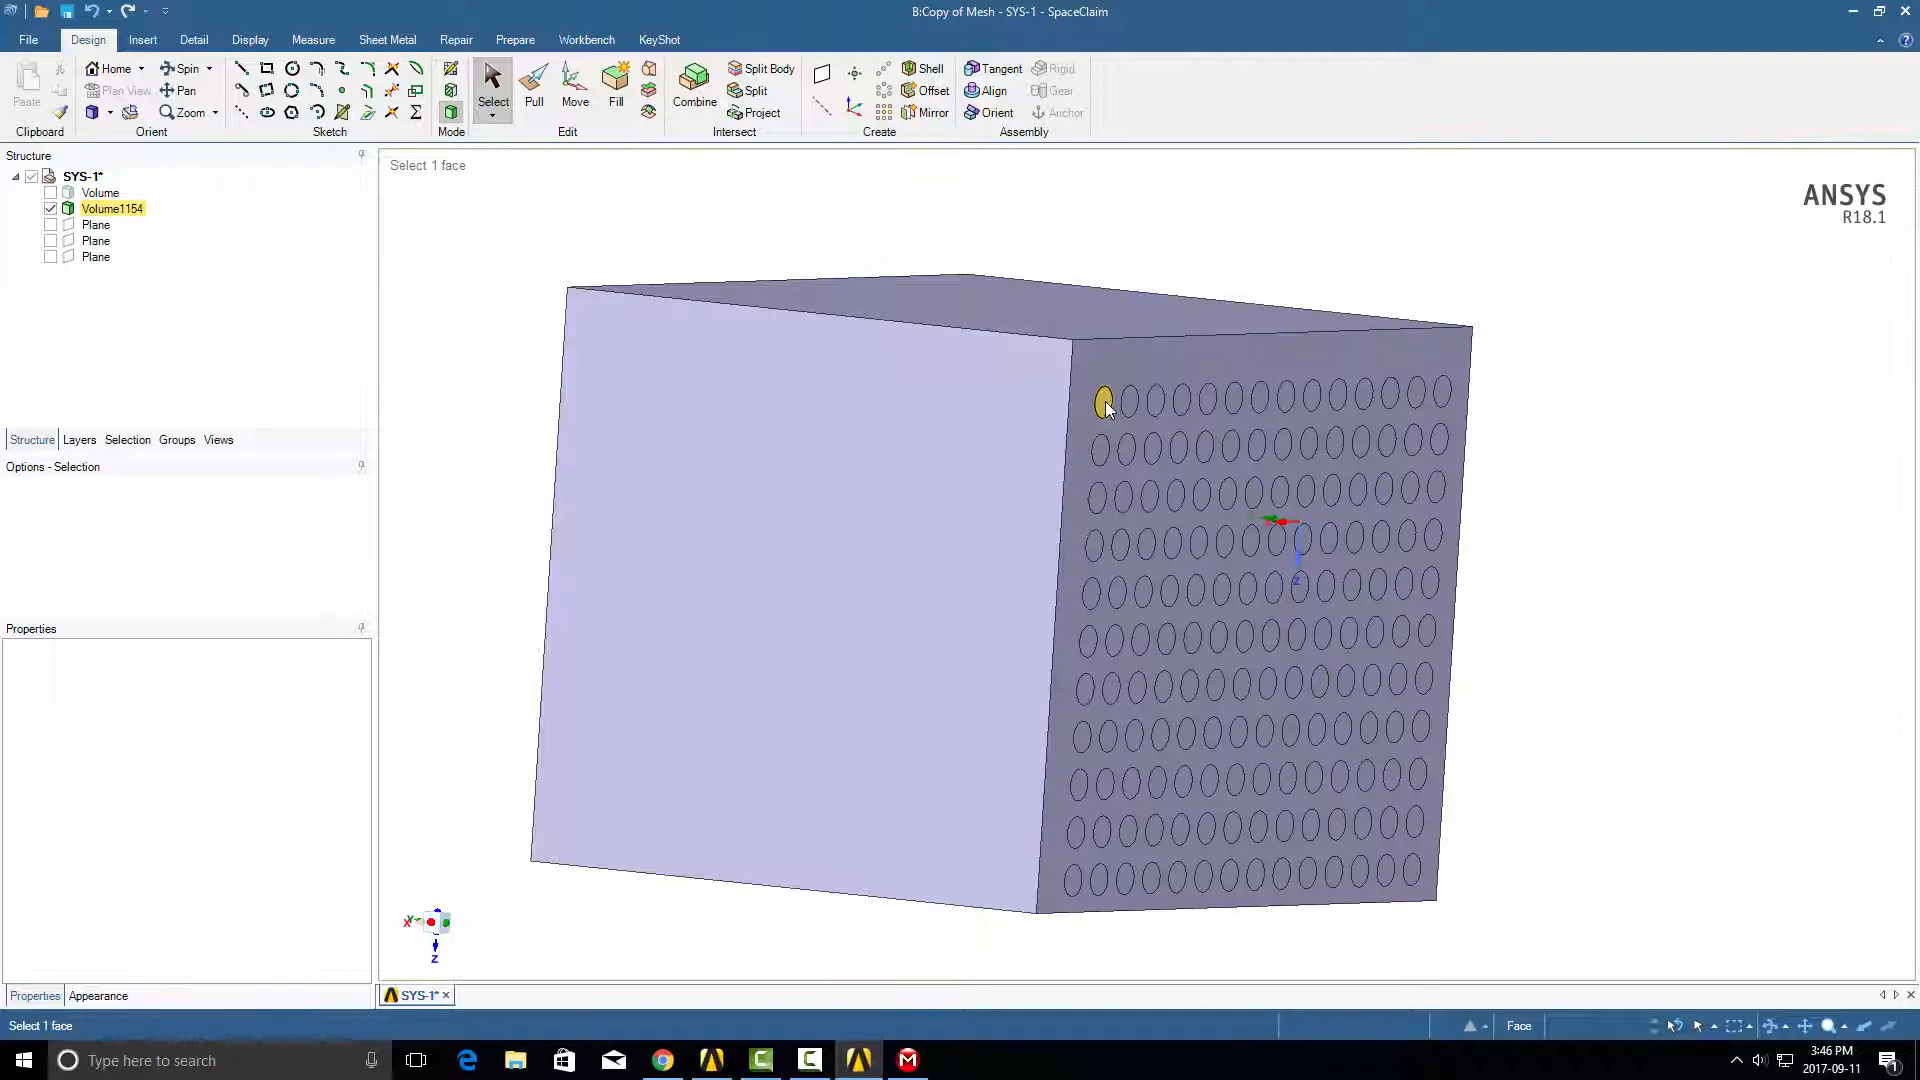 B:Copy of Mesh - SYS-1 - SpaceClaim
File
Design
Insert
Detail
Display
Measure
Sheet Metal
Repair
Prepare
Workbench
KeyShot
Paste
Clipboard
Home
Plan View
Spin
Pan
Zoom
Orient
Sketch
Mode
Select
Pull
Move
Fill
Edit
Combine
Split Body
Split
Project
Intersect
Shell
Offset
Mirror
Create
Tangent
Align
Orient
Rigid
Gear
Anchor
Assembly
Structure
SYS-1*
Volume
Volume1154
Plane
Plane
Plane
Structure
Layers
Selection
Groups
Views
Options - Selection
Properties
Properties
Appearance
Select 1 face
ANSYS
R18.1
Z
X
Y
Z
SYS-1*
Select 1 face
Face
Type here to search
3:46 PM
2017-09-11
1